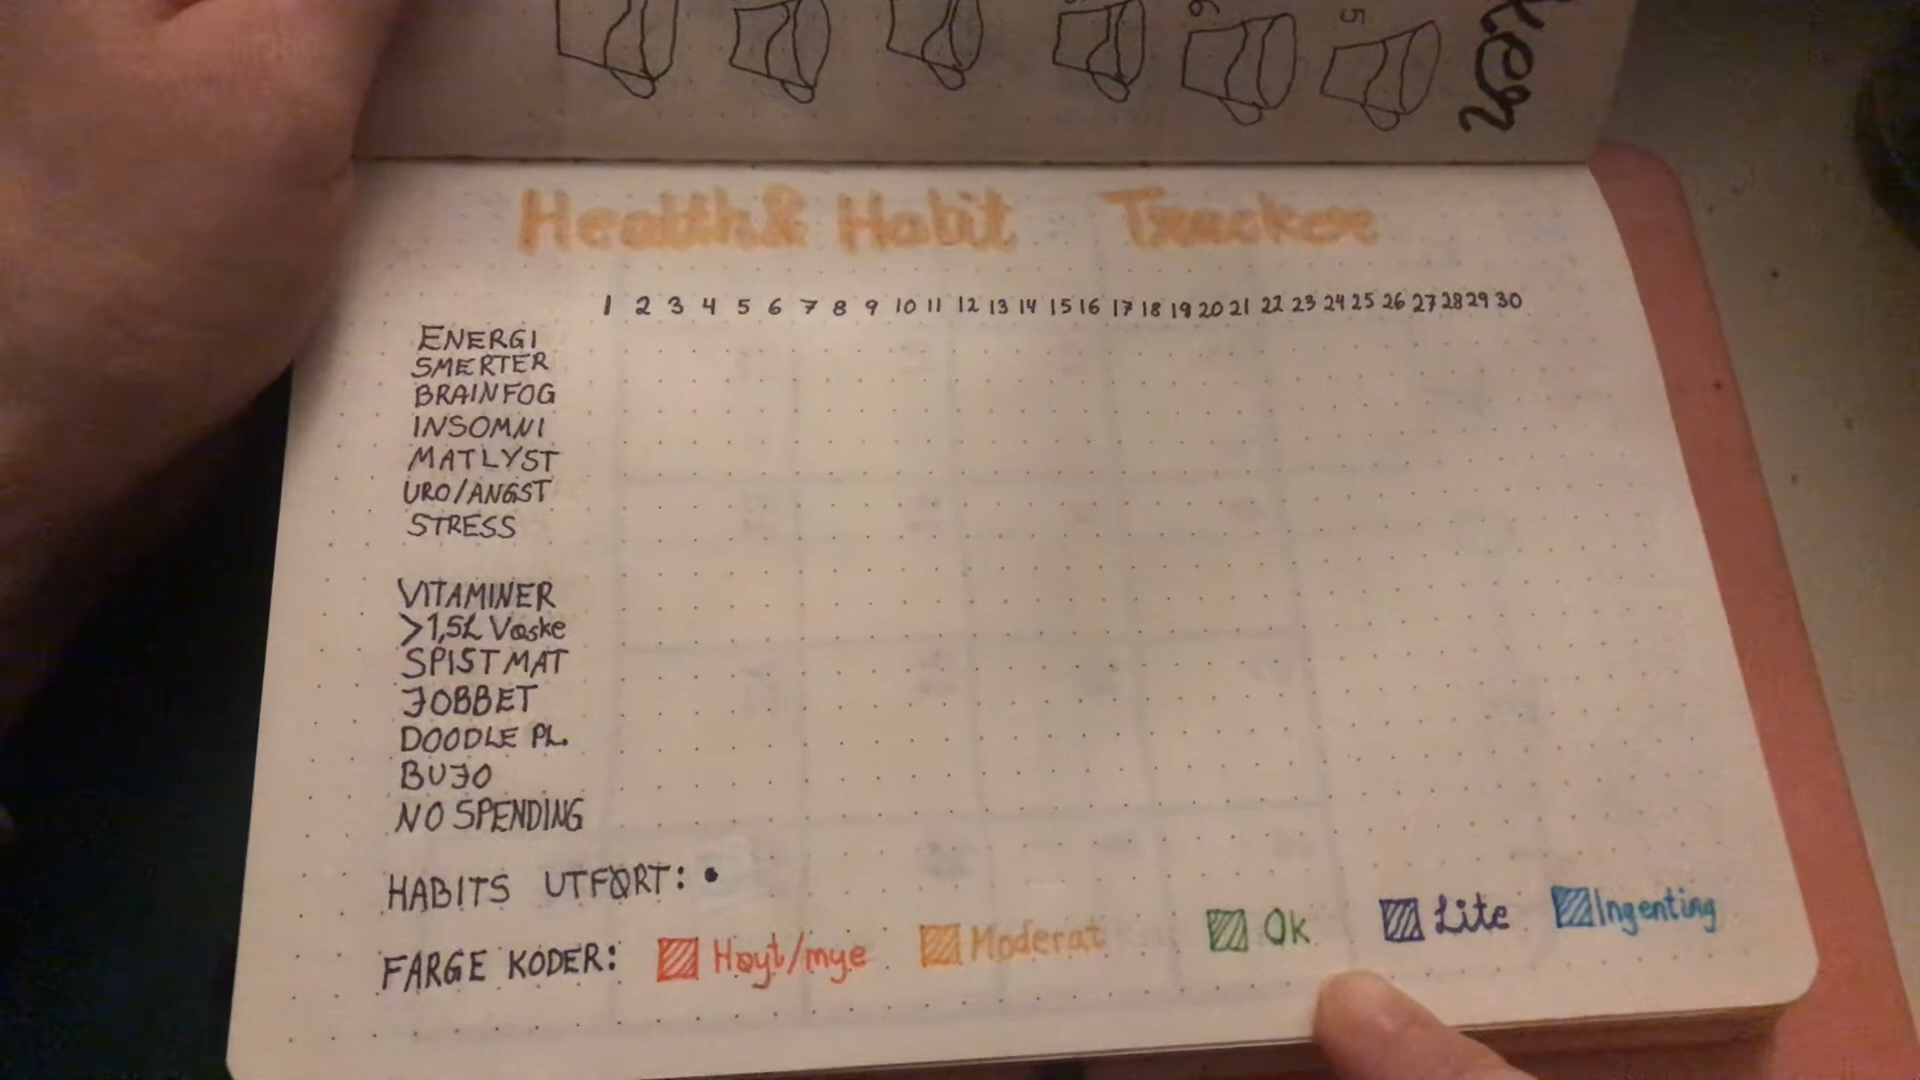 Health & Habit Tracker
1 2 3 4 5 6 7 8 9 10 11 12 13 14 15 16 17 18 19 20 21 22 23 24 25 26 27 28 29 30
ENERGI
SMERTER
BRAINFOG
INSOMNI
MATLYST
URO/ANGST
STRESS
VITAMINER
>1,5L Væske
SPIST MAT
JOBBET
DOODLE PL.
BUJO
NO SPENDING
HABITS UTFØRT: •
FARGE KODER: Høyt/mye Moderat Ok Lite Ingenting